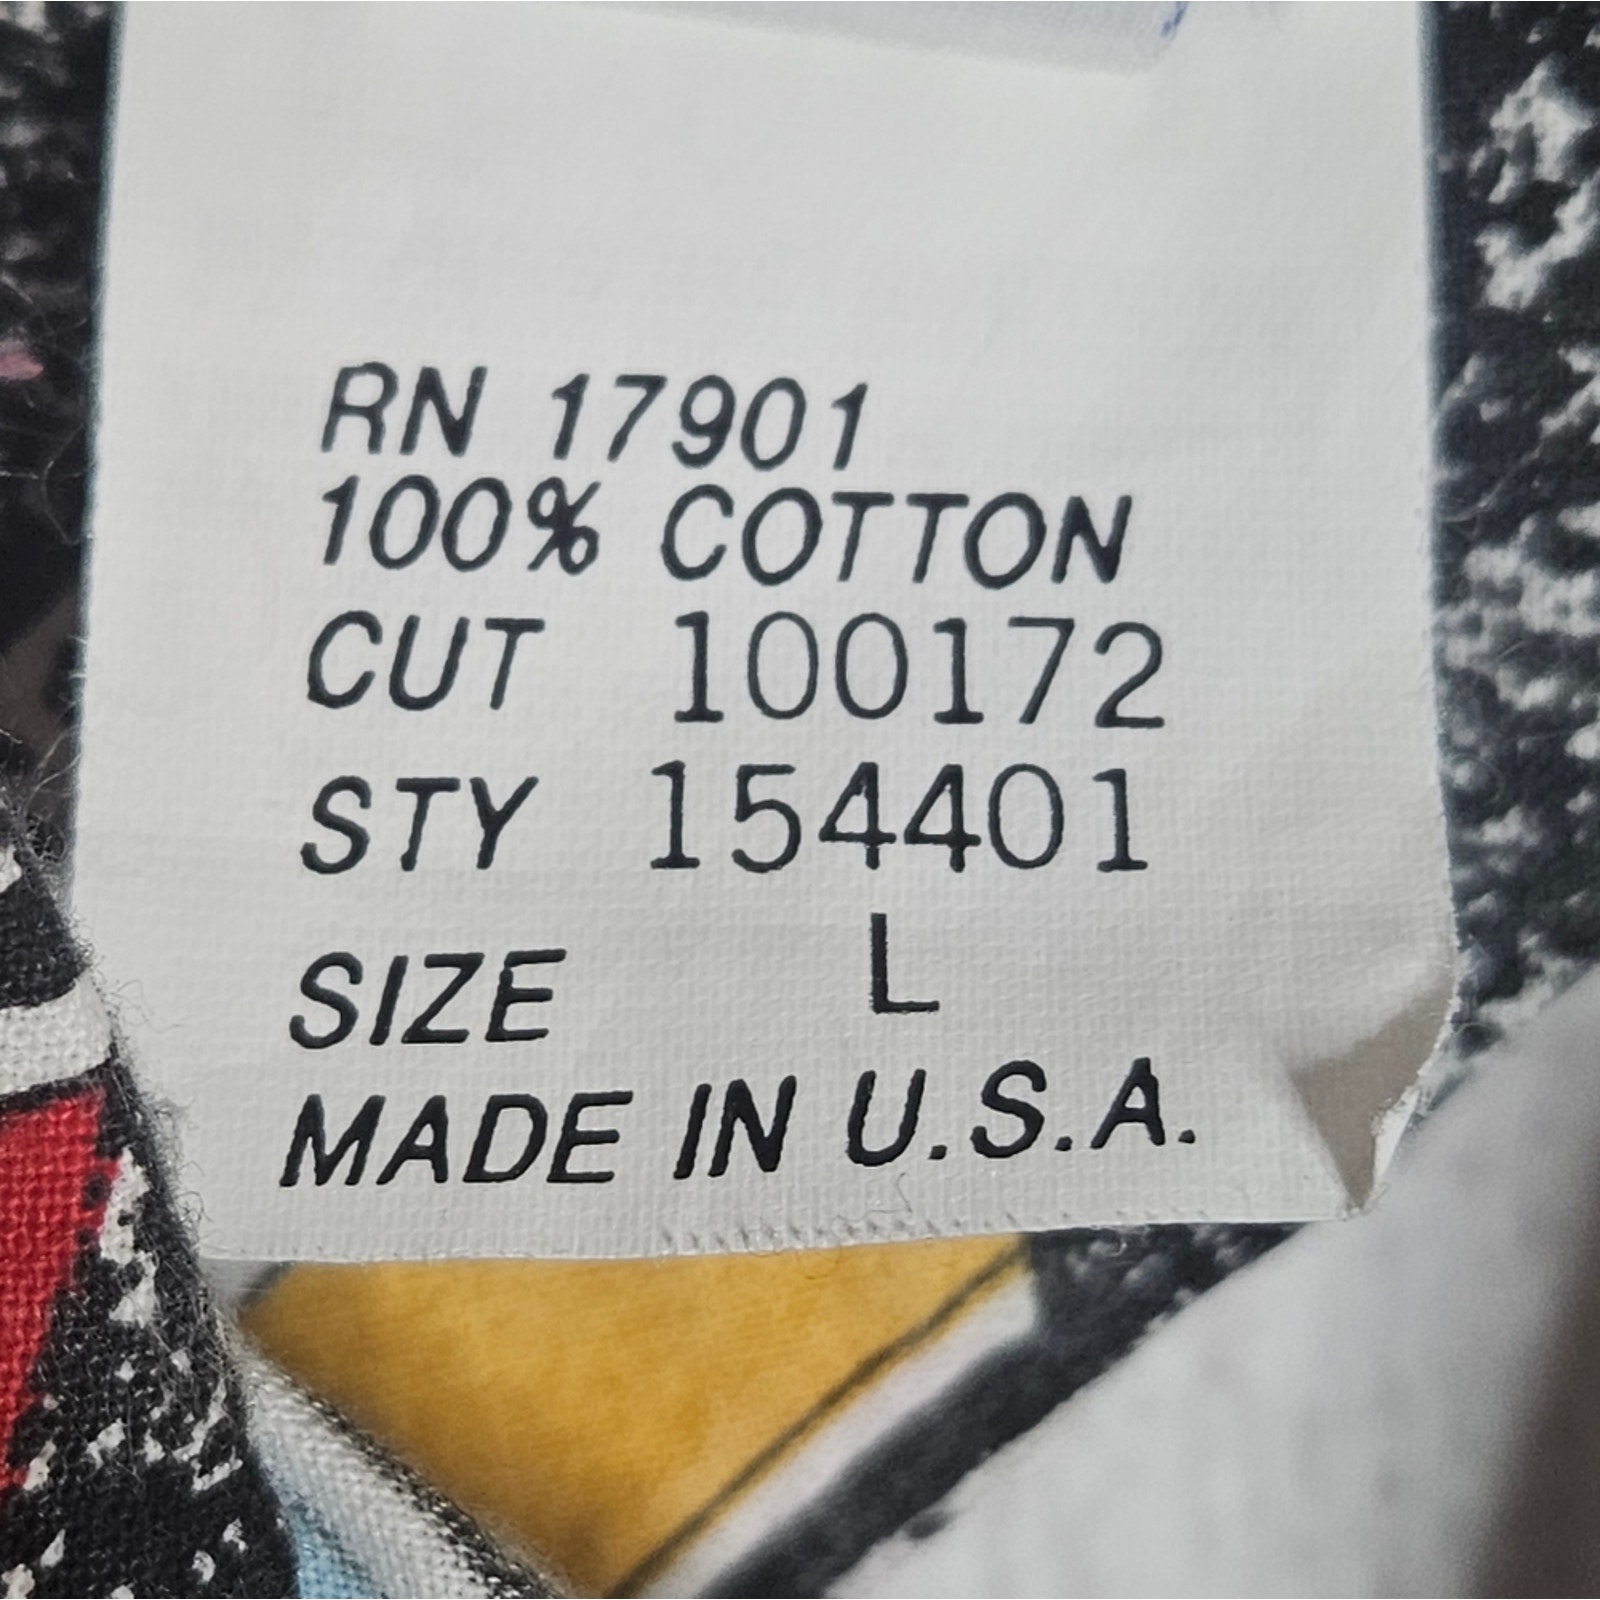 RN 17901
100% COTTON
CUT 100172
STY 154401
SIZE L
MADE IN U.S.A.